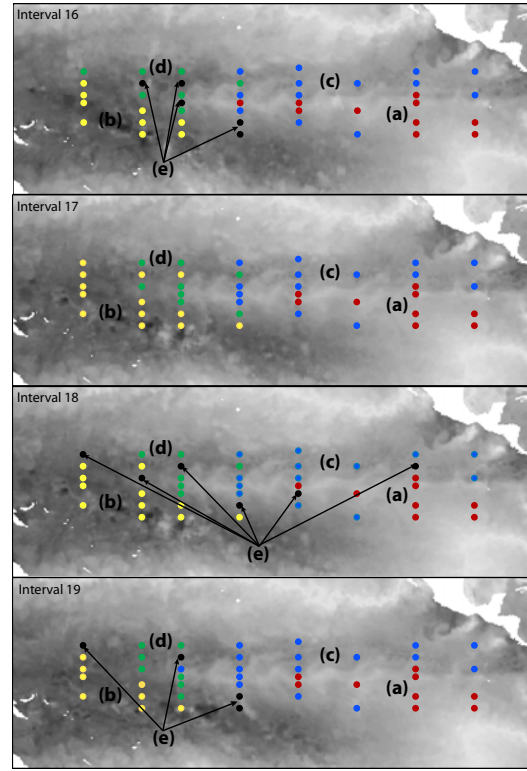 Interval 16
(d)
(c)
(b)
(a)
(e)
Interval 17
(d)
(c)
(b)
(a)
Interval 18
(d)
(c)
(b)
(a)
(e)
Interval 19
(d)
(c)
(b)
(a)
(e)